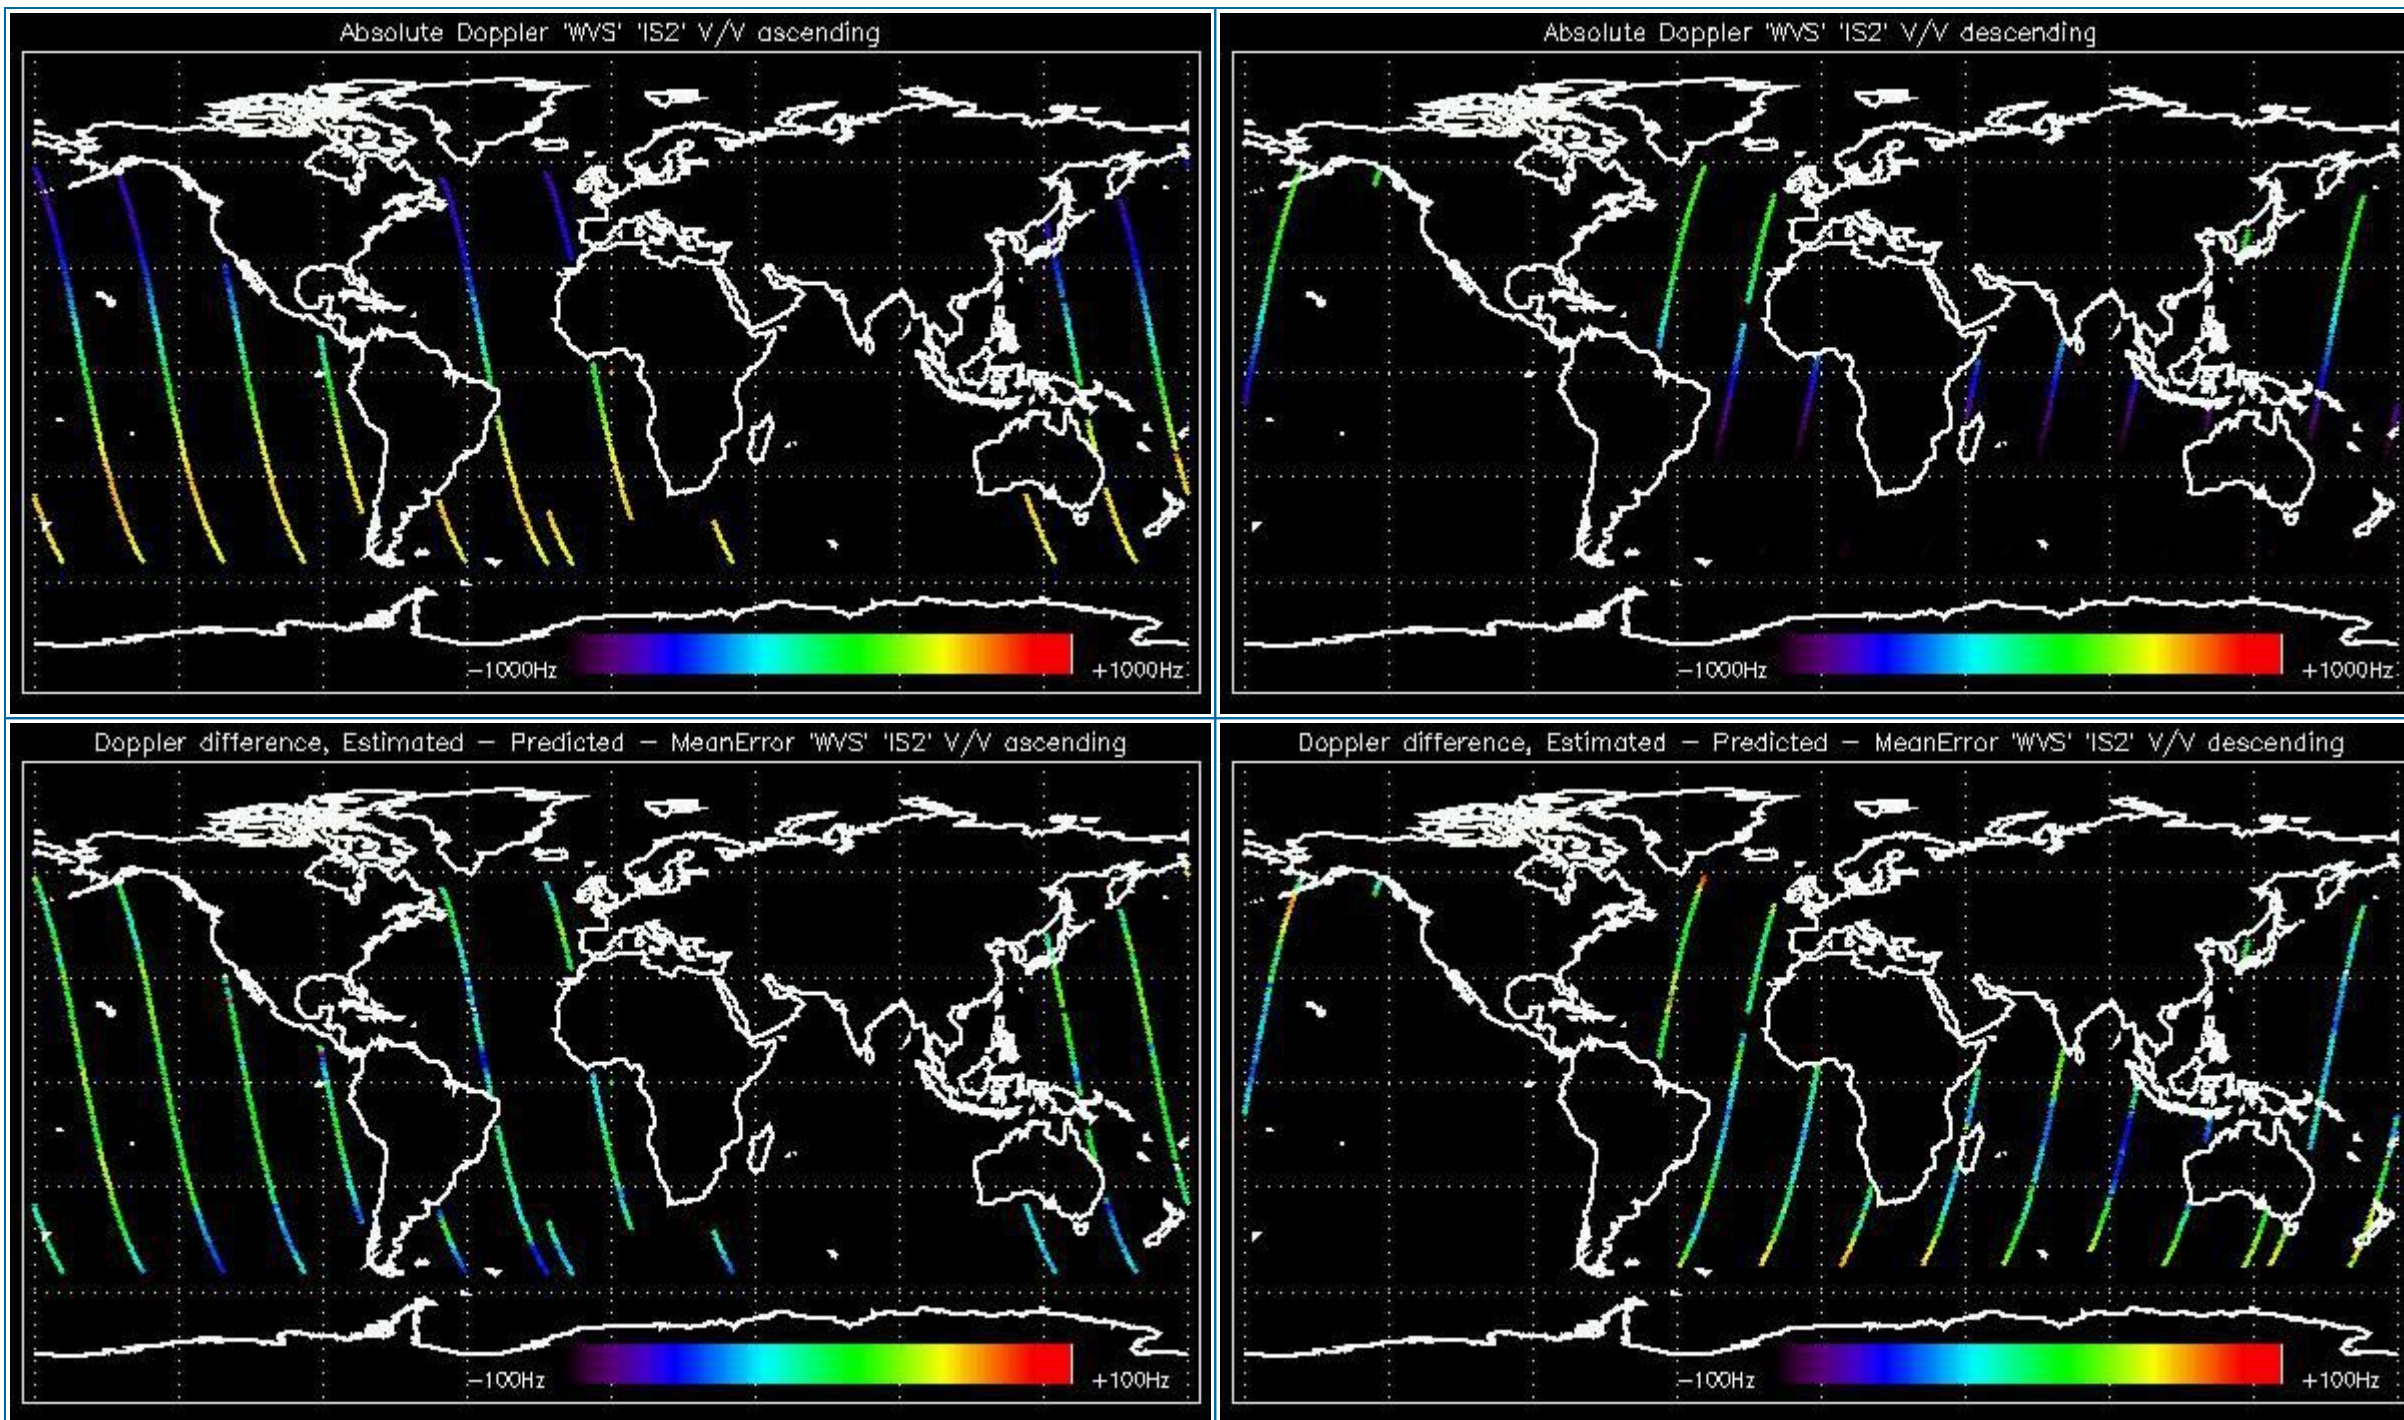 Absolute Doppler 'WVS' 'IS2' V/V ascending
-1000Hz
+1000Hz
Absolute Doppler 'WVS' 'IS2' V/V descending
-1000Hz
+1000Hz
Doppler difference, Estimated - Predicted - MeanError 'WVS' 'IS2' V/V ascending
-100Hz
+100Hz
Doppler difference, Estimated - Predicted - MeanError 'WVS' 'IS2' V/V descending
-100Hz
+100Hz